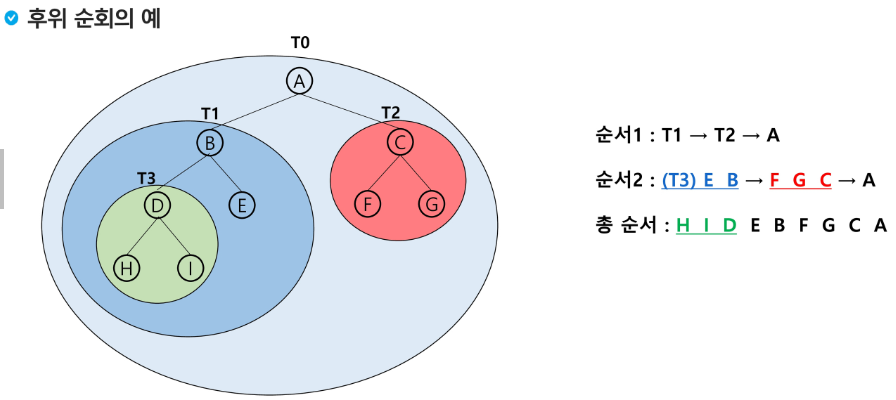 후위 순회의 예
T0
A
T1
T2
B
C
T3
D
E
F
G
H
I
순서1 : T1 → T2 → A
순서2 : (T3) E B → F G C → A
총 순서 : H I D E B F G C A